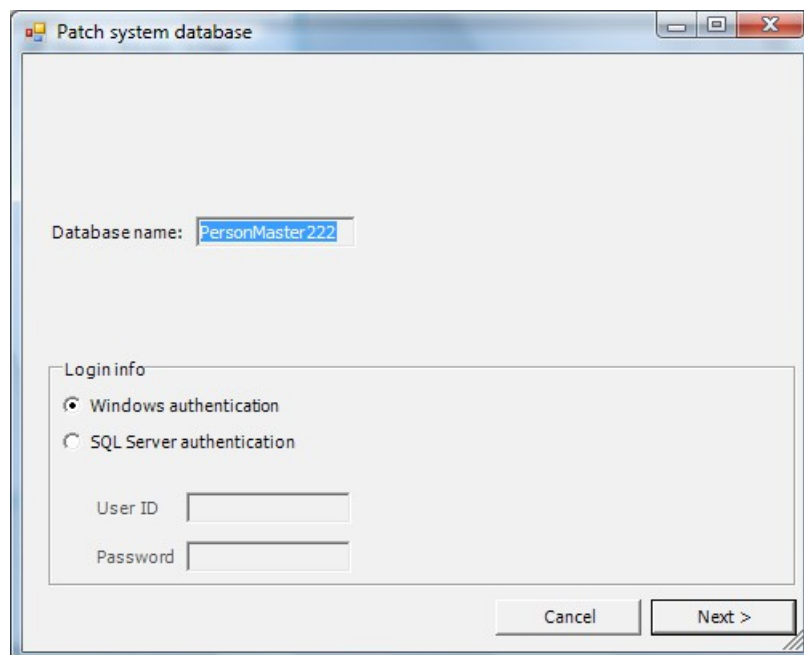 Patch system database
Database name: PersonMaster222
Login info
Windows authentication
SQL Server authentication
User ID
Password
Cancel Next >